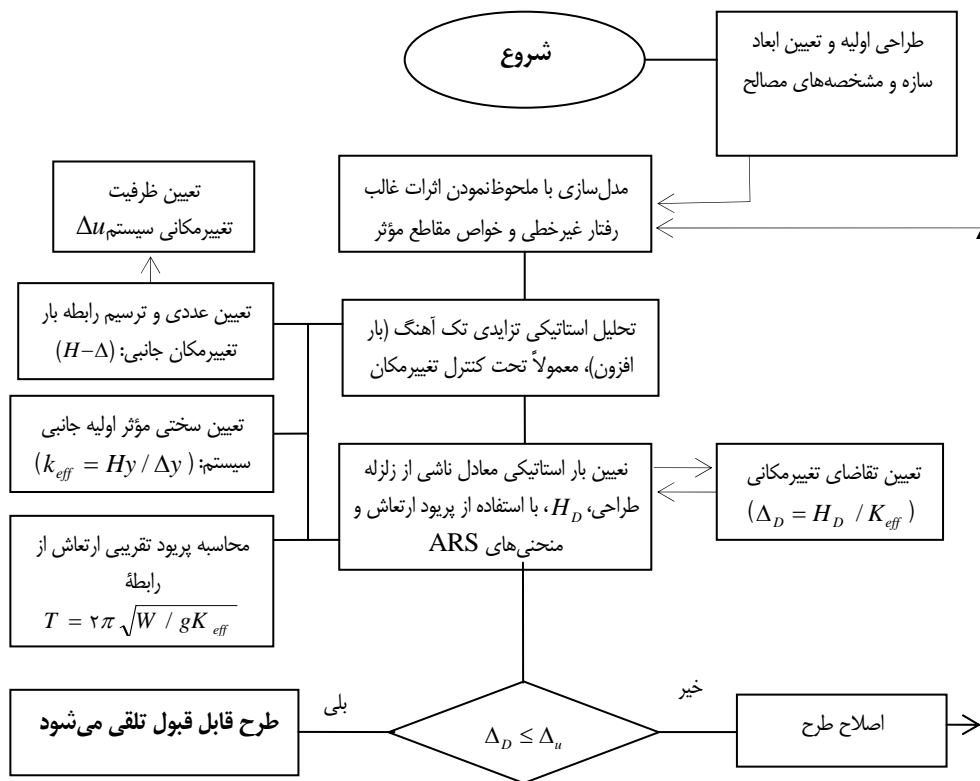 شروع
طراحی اولیه و تعیین ابعاد
سازه و مشخصه‌های مصالح
مدل‌سازی با ملحوظ‌نمودن اثرات غالب
رفتار غیرخطی و خواص مقاطع مؤثر
تعیین ظرفیت
تغییرمکانی سیستم Δu
تحلیل استاتیکی تزایدی تک آهنگ (بار
افزون)، معمولاً تحت کنترل تغییرمکان
تعیین عددی و ترسیم رابطه بار
تغییرمکان جانبی: (H−Δ)
تعیین سختی مؤثر اولیه جانبی
سیستم: (k_eff = Hy / Δy)
محاسبه پریود تقریبی ارتعاش از
رابطۀ
T = ۲π √(W / gK_eff)
تعیین بار استاتیکی معادل ناشی از زلزله
طراحی، H_D، با استفاده از پریود ارتعاش و
منحنی‌های ARS
تعیین تقاضای تغییرمکانی
(Δ_D = H_D / K_eff)
Δ_D ≤ Δ_u
بلی
طرح قابل قبول تلقی می‌شود
خیر
اصلاح طرح